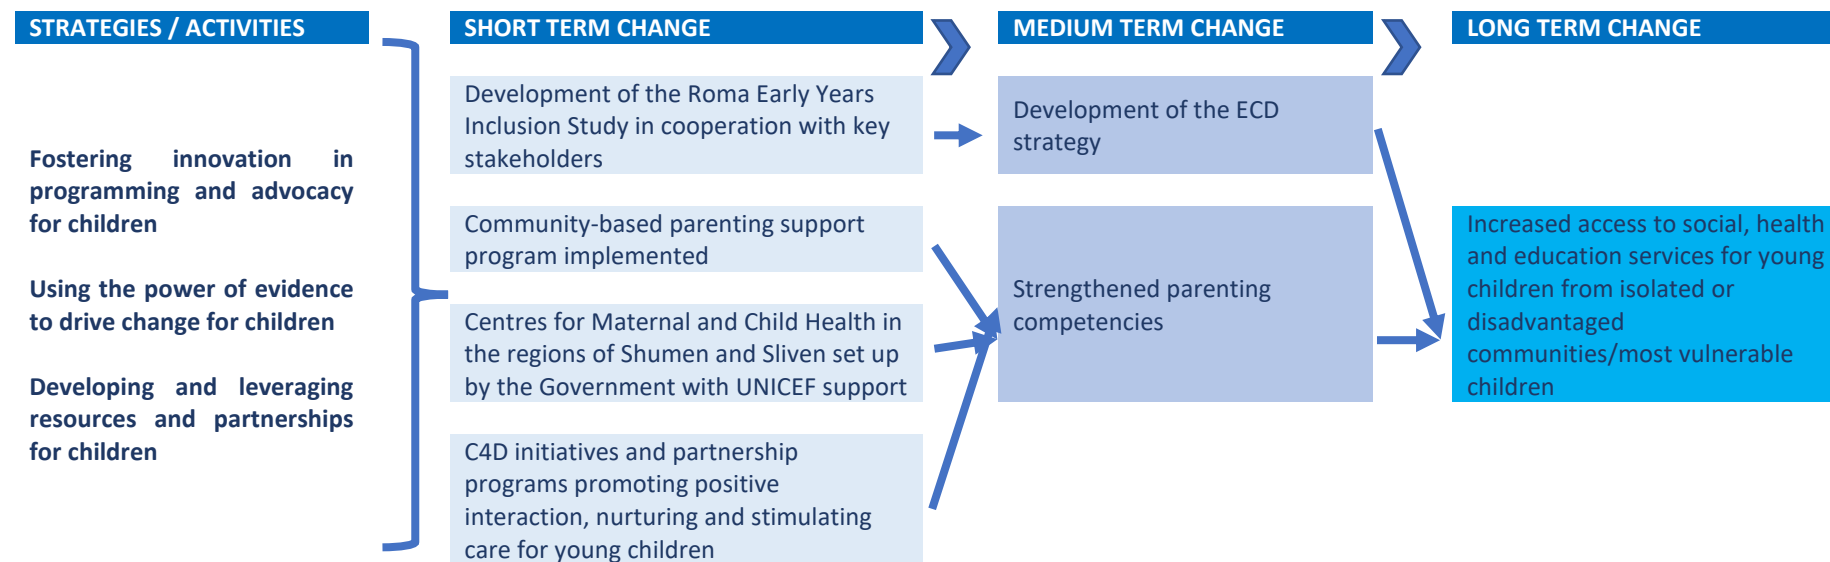 STRATEGIES / ACTIVITIES
Fostering innovation in
programming and advocacy
for children
Using the power of evidence
to drive change for children
Developing and leveraging
resources and partnerships
for children
SHORT TERM CHANGE
Development of the Roma Early Years
Inclusion Study in cooperation with key
stakeholders
Community-based parenting support
program implemented
Centres for Maternal and Child Health in
the regions of Shumen and Sliven set up
by the Government with UNICEF support
C4D initiatives and partnership
programs promoting positive
interaction, nurturing and stimulating
care for young children
MEDIUM TERM CHANGE
Development of the ECD
strategy
Strengthened parenting
competencies
LONG TERM CHANGE
Increased access to social, health
and education services for young
children from isolated or
disadvantaged
communities/most vulnerable
children